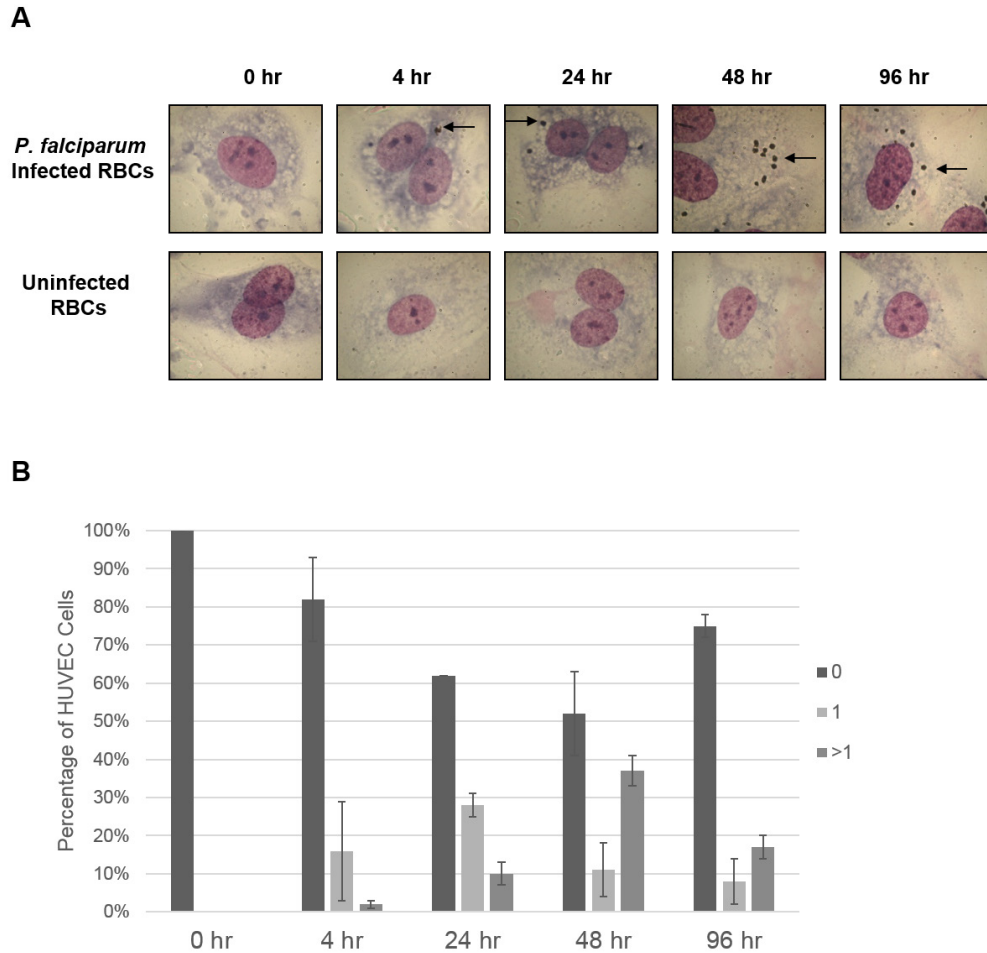 A
0 hr 4 hr 24 hr 48 hr 96 hr
P. falciparum
Infected RBCs
Uninfected
RBCs
B
Percentage of HUVEC Cells
100%
90%
80%
70%
60%
50%
40%
30%
20%
10%
0%
0 hr 4 hr 24 hr 48 hr 96 hr
0
1
>1